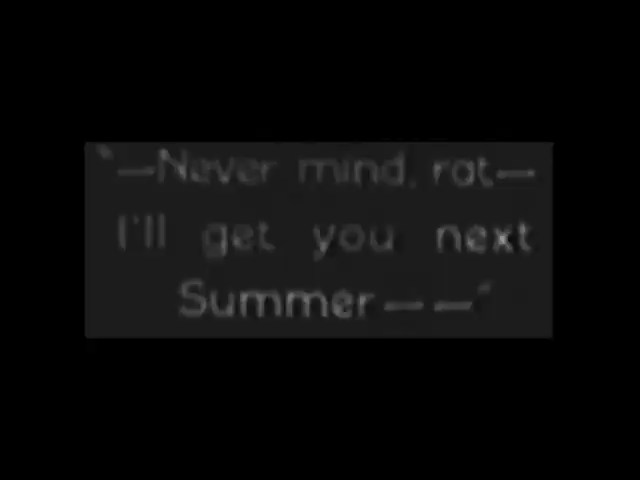 "—Never mind, rat—
I'll get you next
Summer — —"